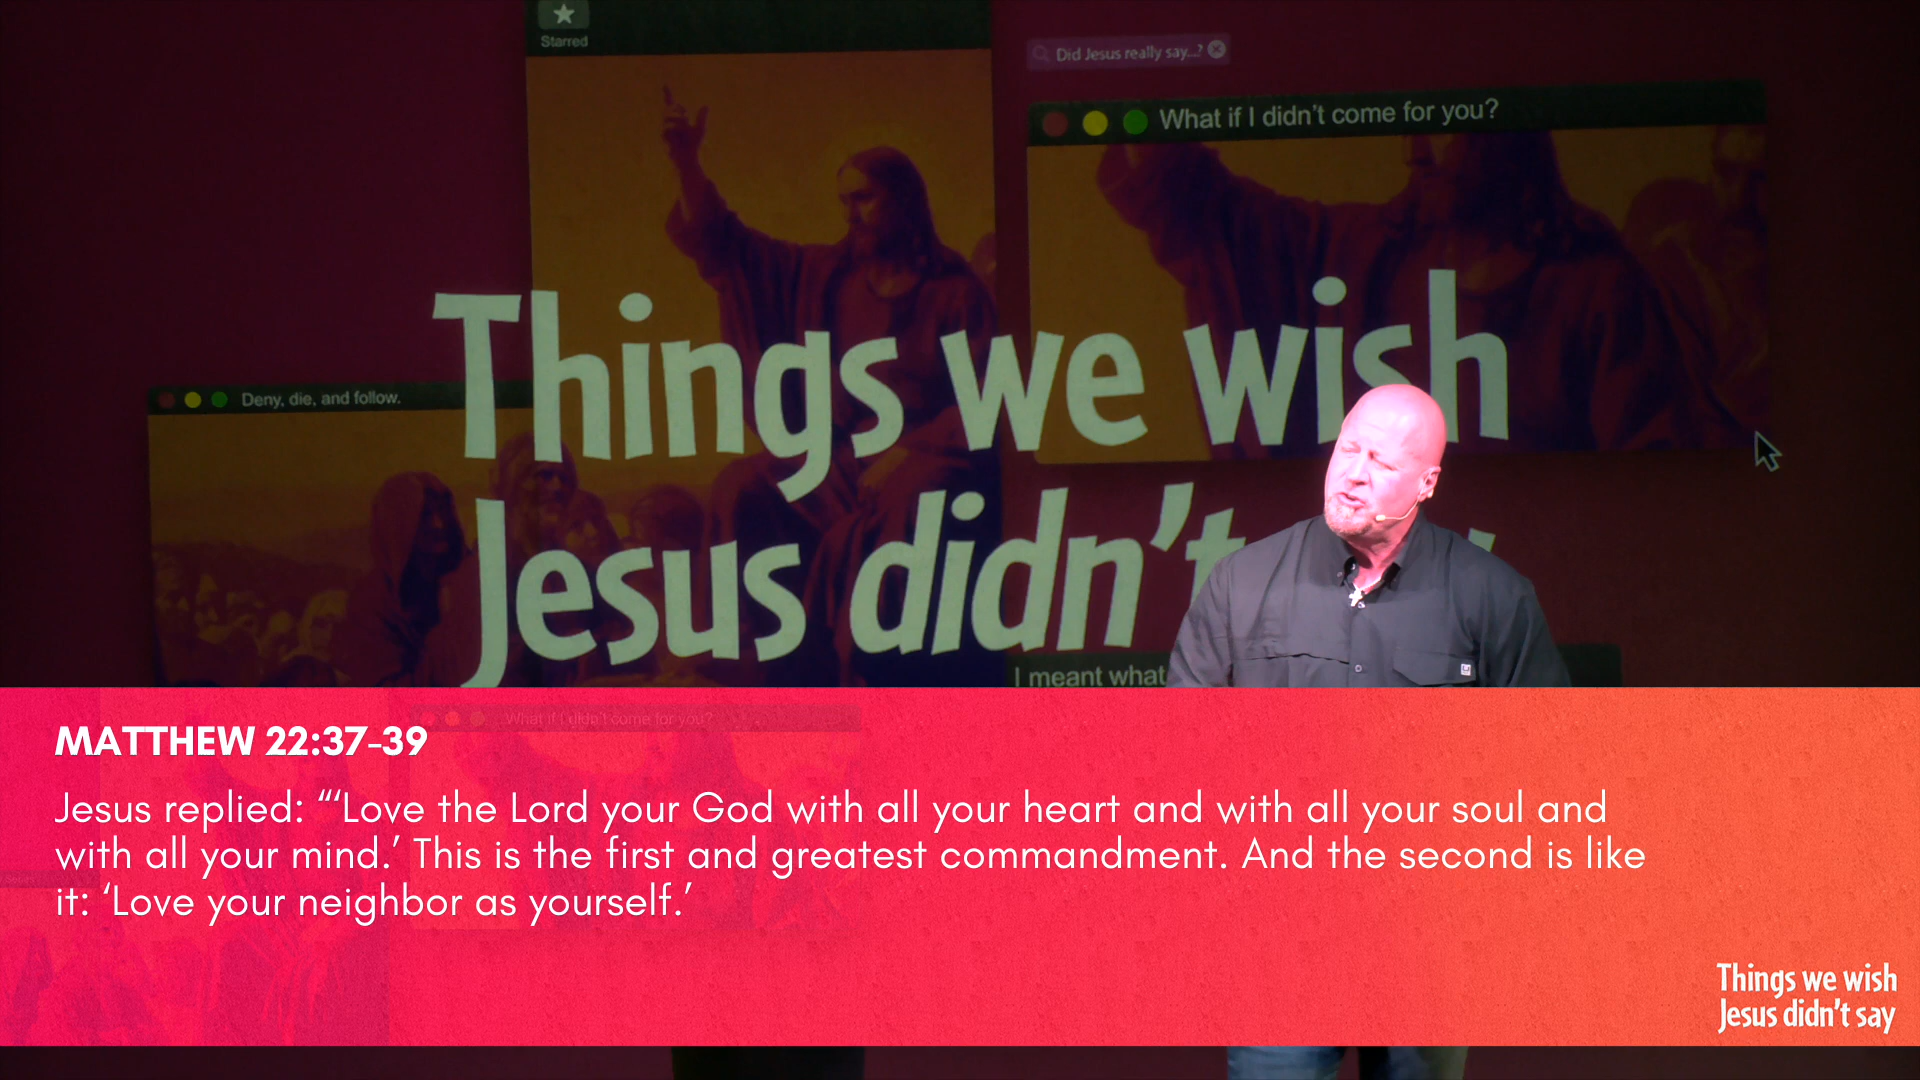 Starred
Did Jesus really say...?
What if I didn't come for you?
Deny, die, and follow.
Things we wish
Jesus didn't
I meant what
What if I didn't come for you?
MATTHEW 22:37-39
Jesus replied: “‘Love the Lord your God with all your heart and with all your soul and
with all your mind.’ This is the first and greatest commandment. And the second is like
it: ‘Love your neighbor as yourself.’
Things we wish
Jesus didn't say